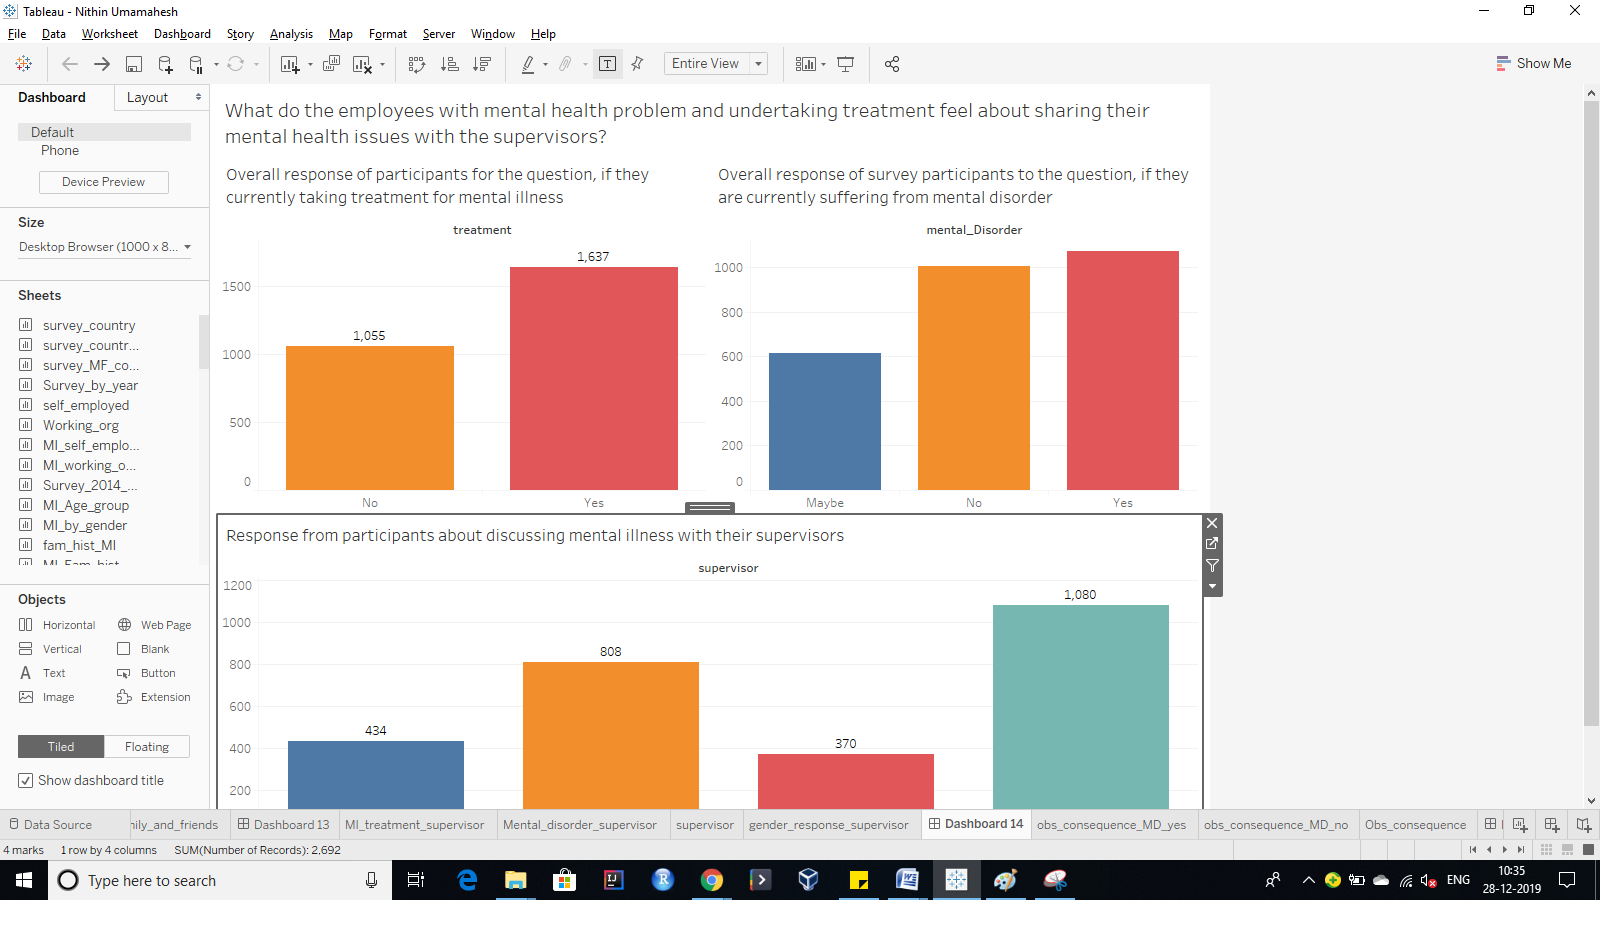 Tableau - Nithin Umamahesh
File Data Worksheet Dashboard Story Analysis Map Format Server Window Help
Entire View
Show Me
Dashboard
Layout
Default
Phone
Device Preview
Size
Desktop Browser (1000 x 8...
Sheets
survey_country
survey_countr...
survey_MF_co...
Survey_by_year
self_employed
Working_org
MI_self_emplo...
MI_working_o...
Survey_2014_...
MI_Age_group
MI_by_gender
fam_hist_MI
MI_Fam_hist
Objects
Horizontal Web Page
Vertical Blank
Text Button
Image Extension
Tiled Floating
Show dashboard title
What do the employees with mental health problem and undertaking treatment feel about sharing their
mental health issues with the supervisors?
Overall response of participants for the question, if they
currently taking treatment for mental illness
treatment
1,637
1,055
1500
1000
500
0
No Yes
Overall response of survey participants to the question, if they
are currently suffering from mental disorder
mental_Disorder
1000
800
600
400
200
0
Maybe No Yes
Response from participants about discussing mental illness with their supervisors
supervisor
1200
1000
800
600
400
200
434
808
370
1,080
Data Source
ily_and_friends
Dashboard 13
MI_treatment_supervisor
Mental_disorder_supervisor
supervisor
gender_response_supervisor
Dashboard 14
obs_consequence_MD_yes
obs_consequence_MD_no
Obs_consequence
4 marks 1 row by 4 columns SUM(Number of Records): 2,692
Type here to search
ENG
10:35
28-12-2019